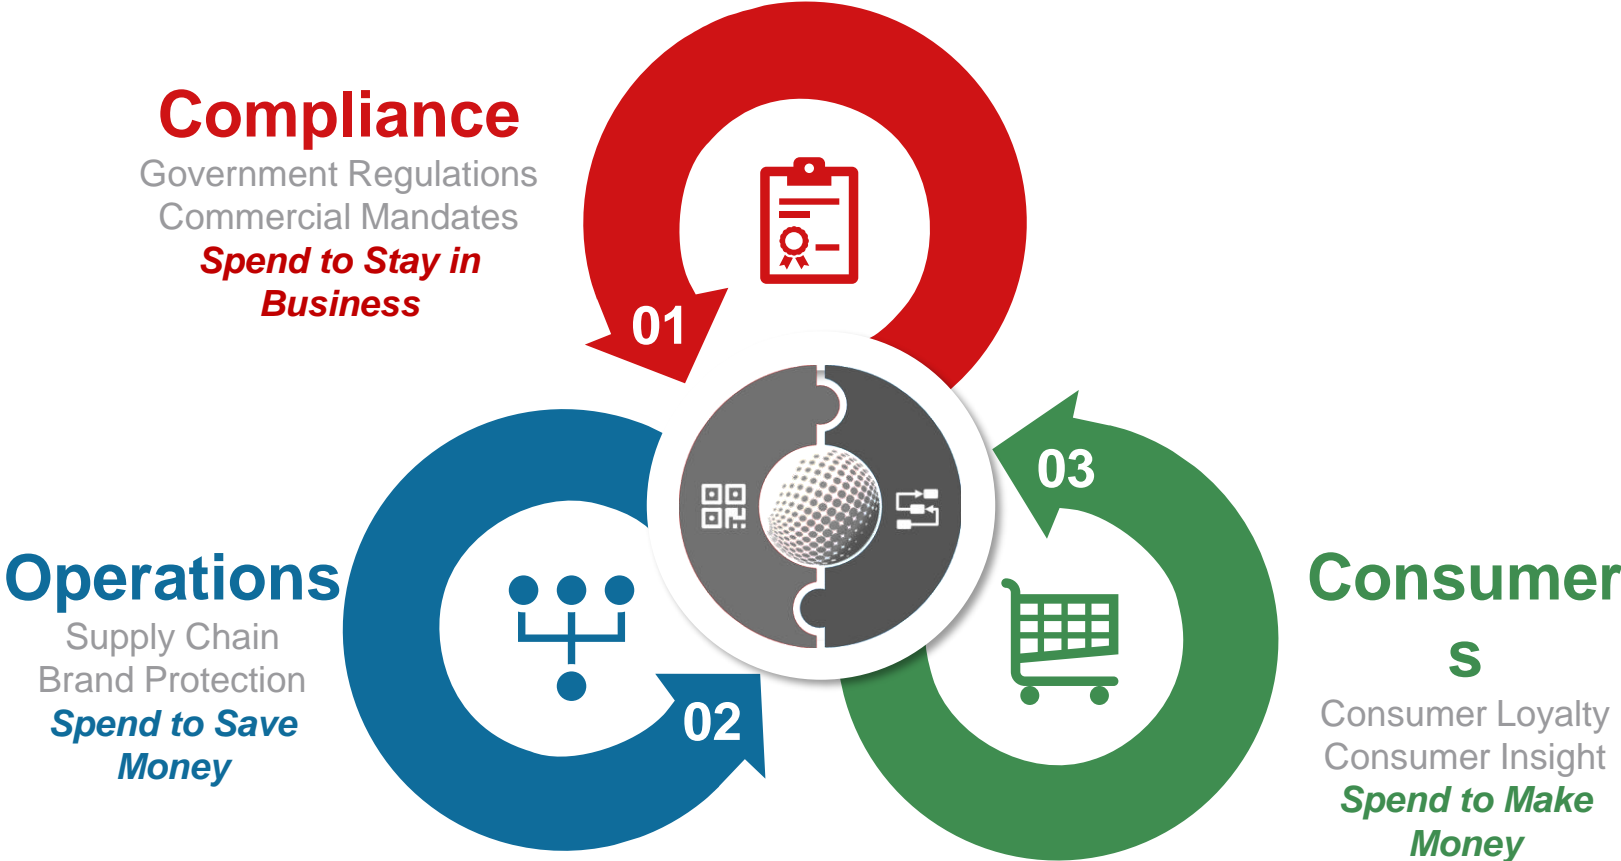 Compliance
Government Regulations
Commercial Mandates
Spend to Stay in
Business
01
Operations
Supply Chain
Brand Protection
Spend to Save
Money
02
03
Consumer
s
Consumer Loyalty
Consumer Insight
Spend to Make
Money